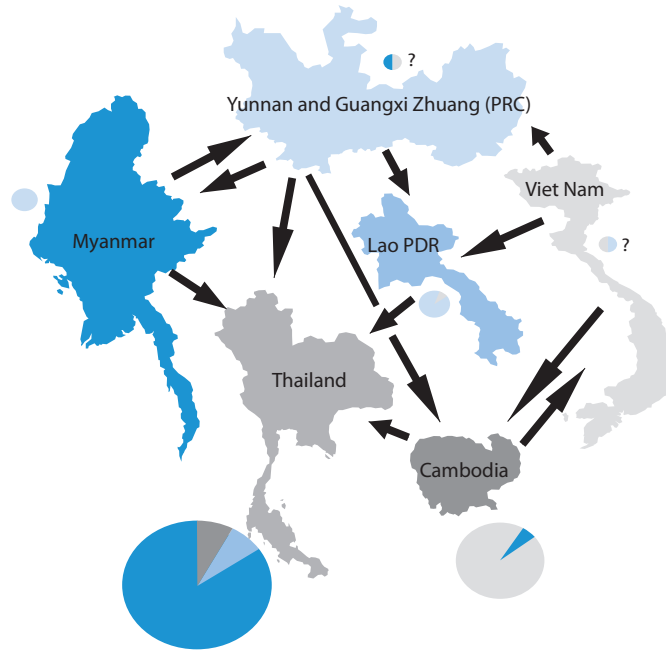 ?
Yunnan and Guangxi Zhuang (PRC)
Viet Nam
Myanmar
Lao PDR
?
Thailand
Cambodia